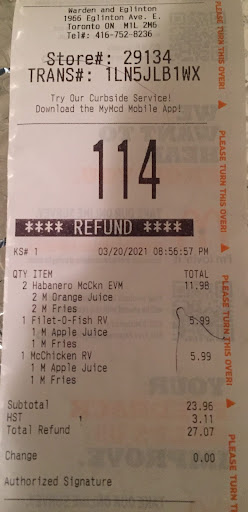 Warden and Eglinton
1966 Eglinton Ave. E.
Toronto ON M1L 2M6
Tel#: 416-752-8236
Store#: 29134
TRANS#: 1LN5JLB1WX
Try Our Curbside Service!
Download the MyMcd Mobile App!
114
**** REFUND ****
KS# 1 03/20/2021 08:56:57 PM
QTY ITEM TOTAL
2 Habanero McCkn EVM 11.98
2 M Orange Juice
2 M Fries
1 Filet-O-Fish RV 5.99
1 M Apple Juice
1 M Fries
1 McChicken RV 5.99
1 M Apple Juice
1 M Fries
Subtotal 23.96
HST 3.11
Total Refund 27.07
Change 0.00
Authorized Signature
PLEASE TURN THIS OVER!
PLEASE TURN THIS OVER!
PLEASE TURN THIS OVER!
PLEASE TURN THIS OVER!
YOUR
IMPROVE.